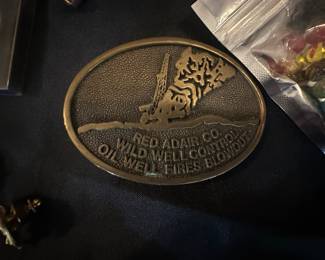 RED ADAIR CO.
WILD WELL CONTROL
OIL WELL FIRES BLOWOUTS